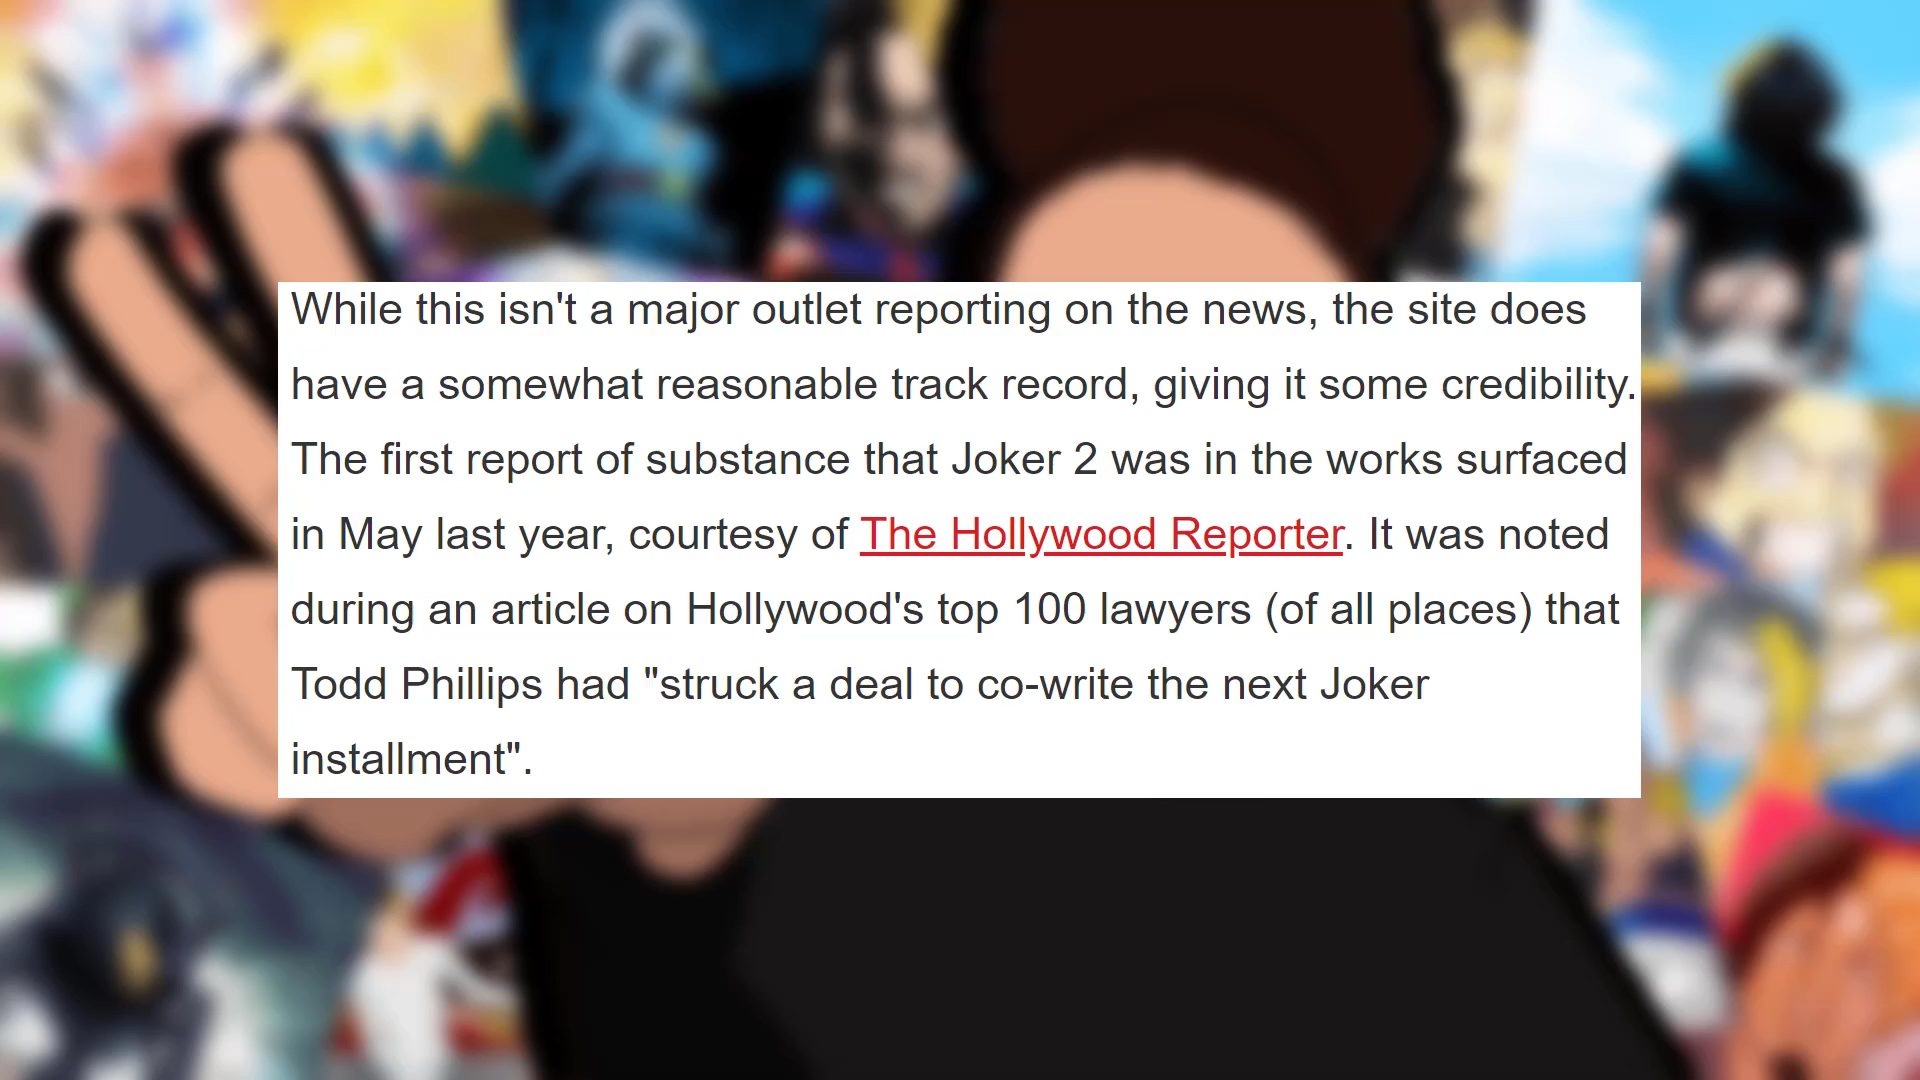 While this isn't a major outlet reporting on the news, the site does
have a somewhat reasonable track record, giving it some credibility.
The first report of substance that Joker 2 was in the works surfaced
in May last year, courtesy of The Hollywood Reporter. It was noted
during an article on Hollywood's top 100 lawyers (of all places) that
Todd Phillips had "struck a deal to co-write the next Joker
installment".